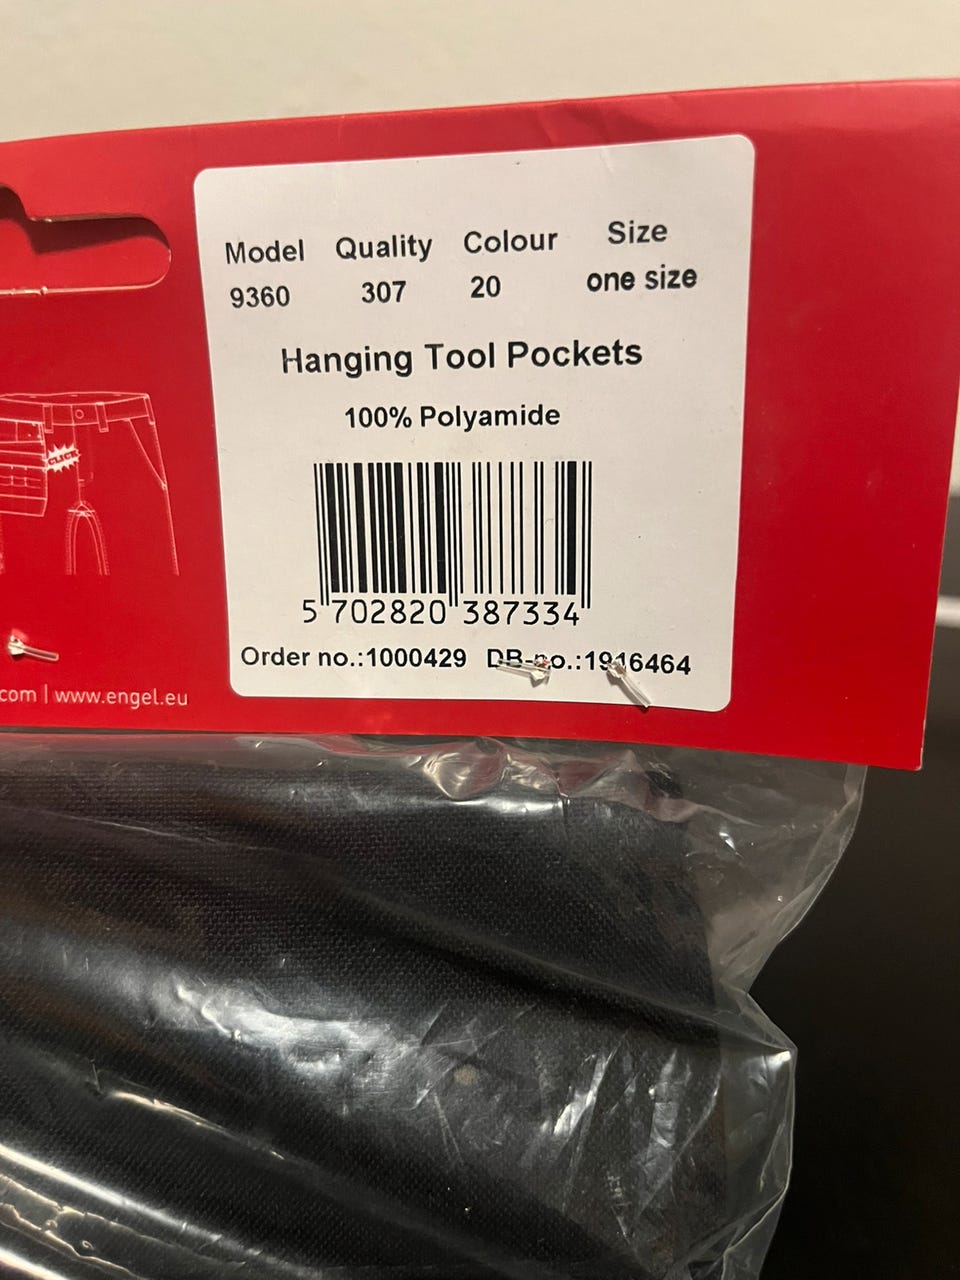 Model Quality Colour Size
9360 307 20 one size
Hanging Tool Pockets
100% Polyamide
CLICK
5 702820 387334
Order no.:1000429 DB-no.:1916464
com | www.engel.eu